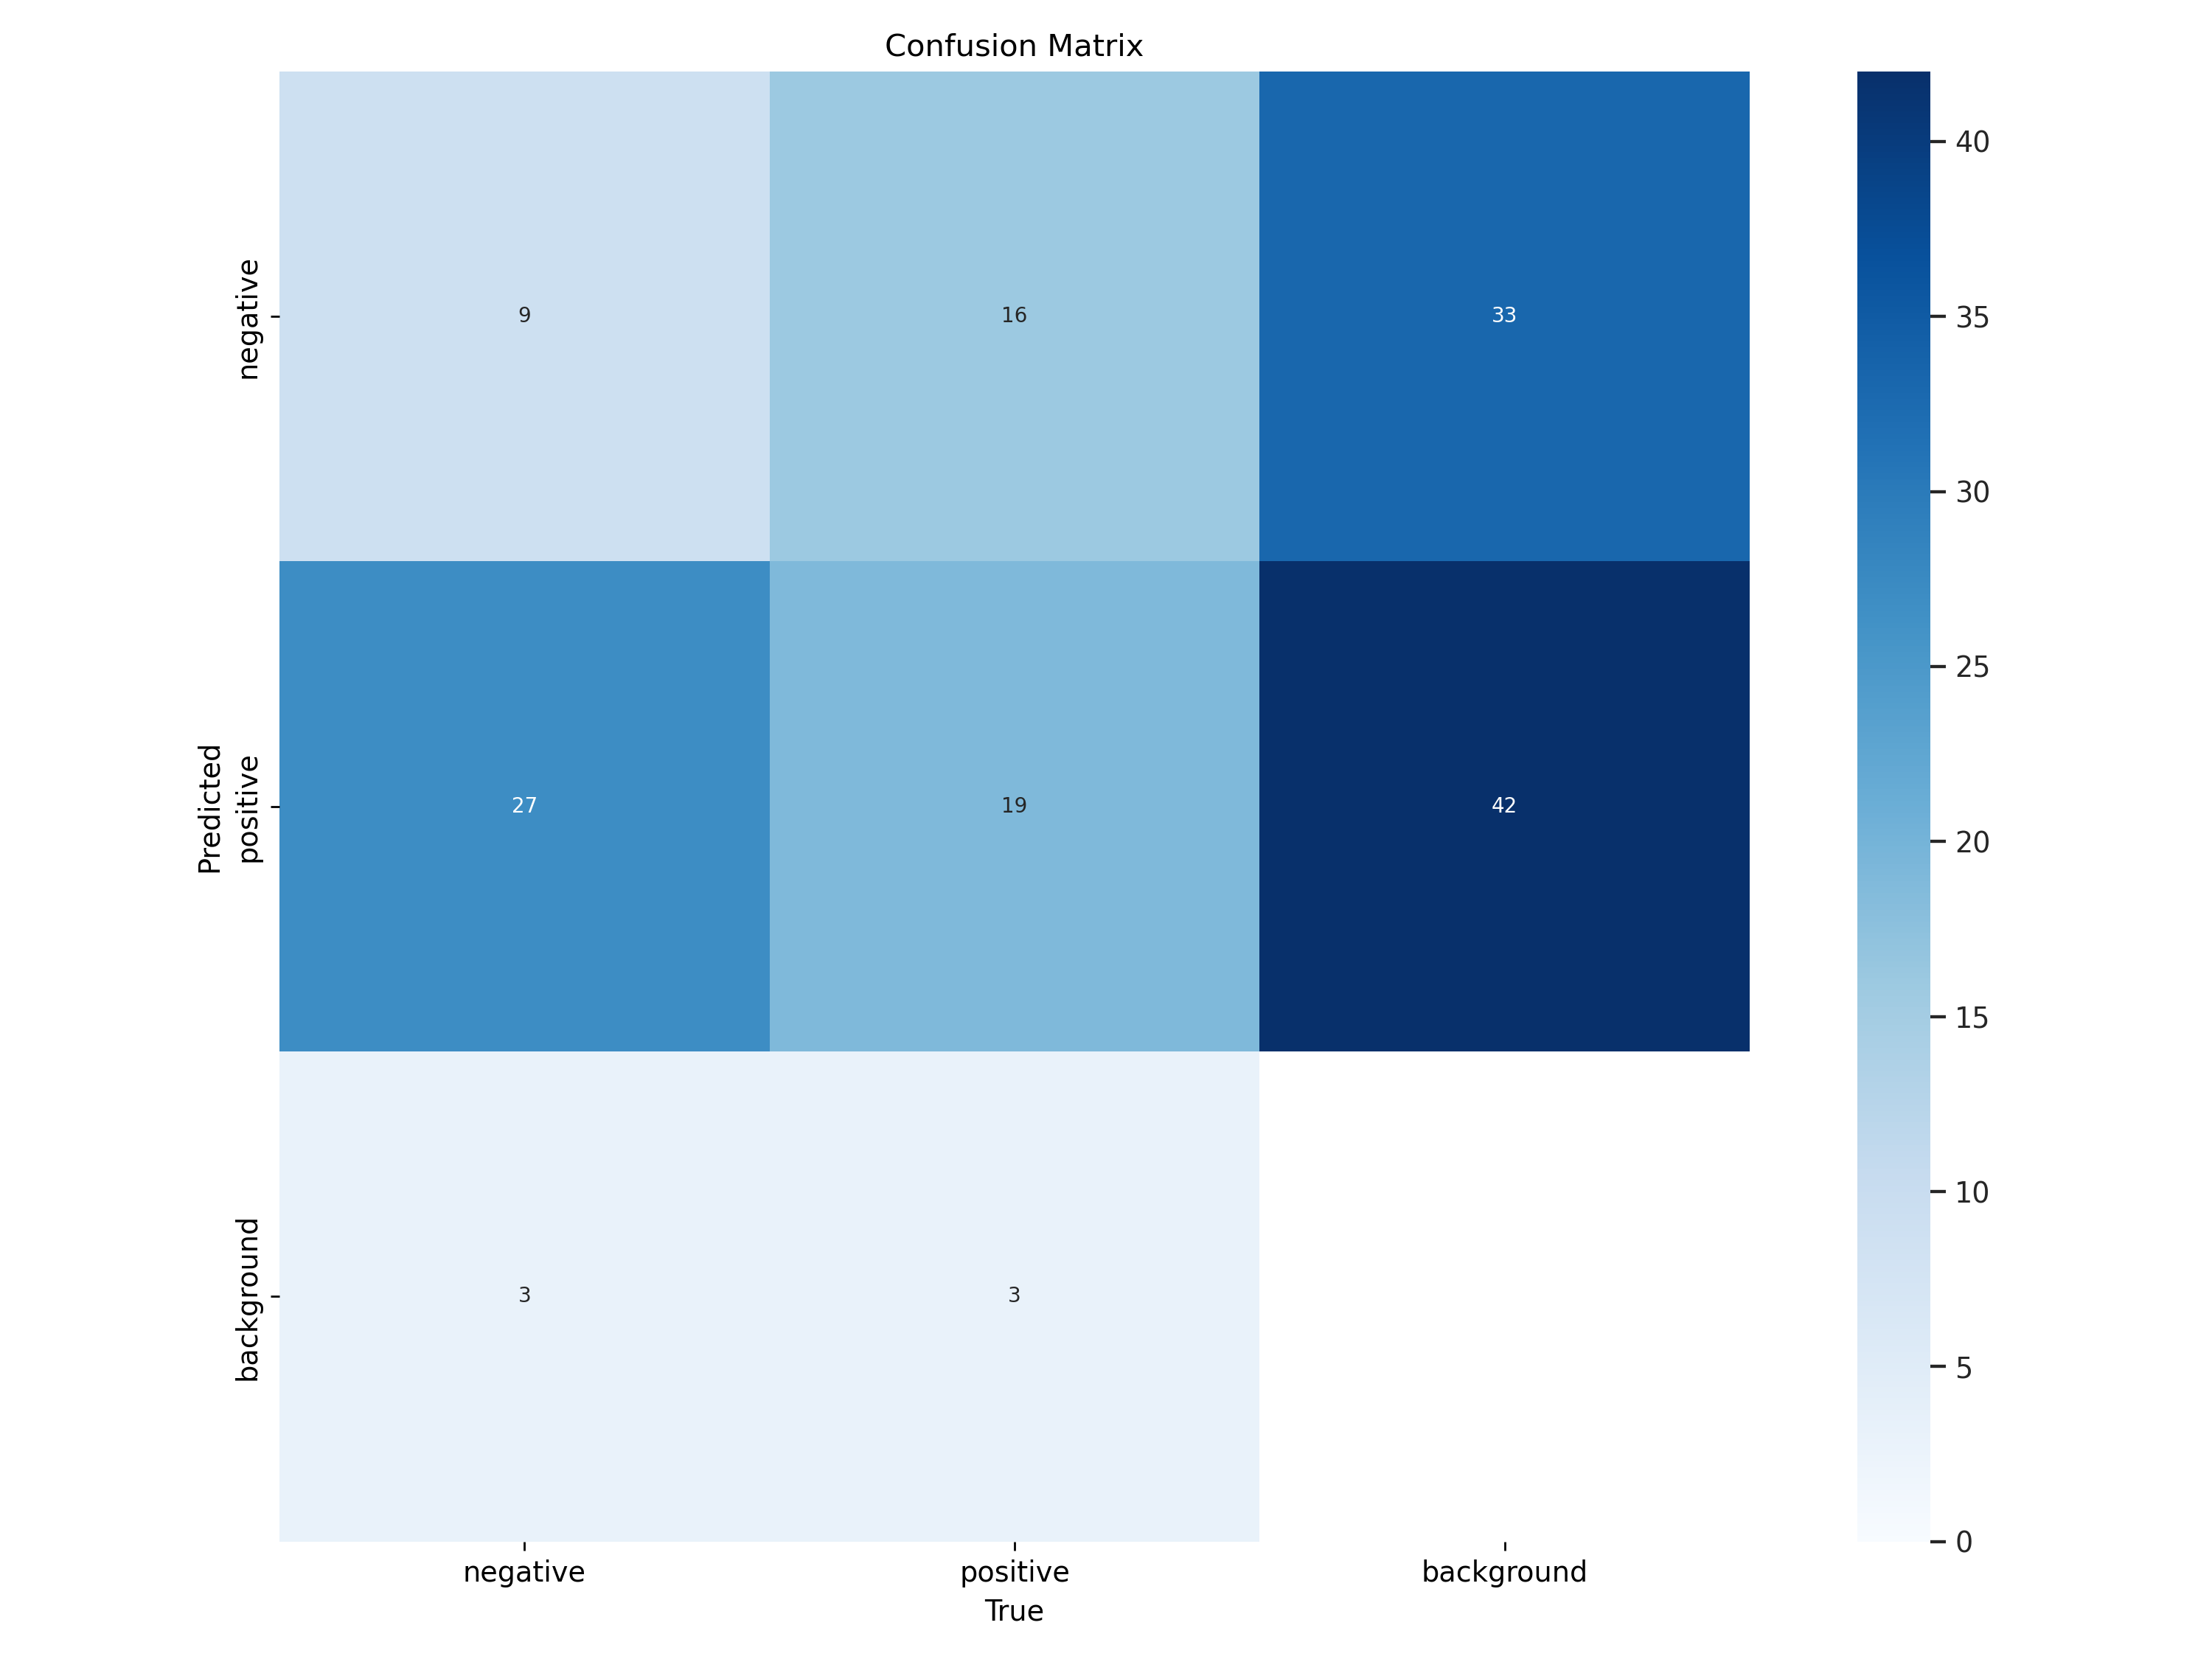 Confusion Matrix
negative
9
16
33
Predicted
positive
27
19
42
background
3
3
negative
positive
background
True
40
35
30
25
20
15
10
5
0